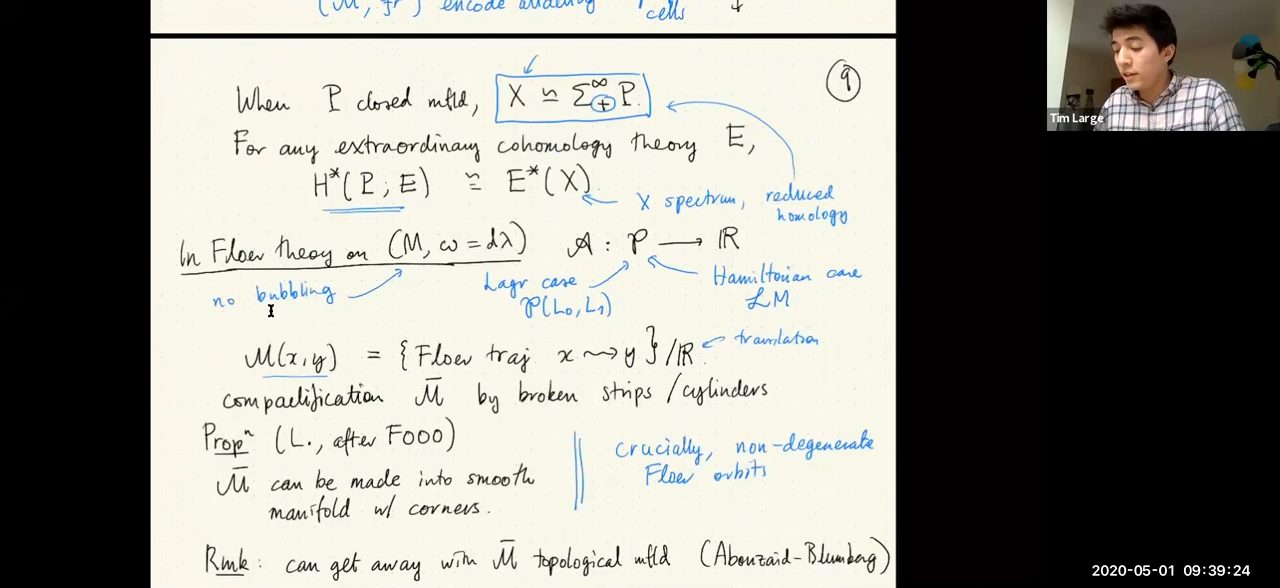 (M̄, fr) encode attaching
cells
9
When P closed mfld, X ≃ Σ^∞_+ P.
For any extraordinary cohomology theory E,
H*(P; E) ≅ E*(X)
X spectrum, reduced homology
In Floer theory on (M, ω = dλ) 𝒜 : 𝒫 → ℝ
no bubbling
Lagr case
𝒫(L₀, L₁)
Hamiltonian case
ℒM
M(x,y) = {Floer traj x ⇝ y}/ℝ
translation
compactification M̄ by broken strips/cylinders
Propⁿ (L., after FOOO)
M̄ can be made into smooth
manifold w/ corners.
crucially, non-degenerate
Floer orbits
Rmk: can get away with M̄ topological mfld (Abouzaid-Blumberg)
Tim Large
2020-05-01 09:39:24